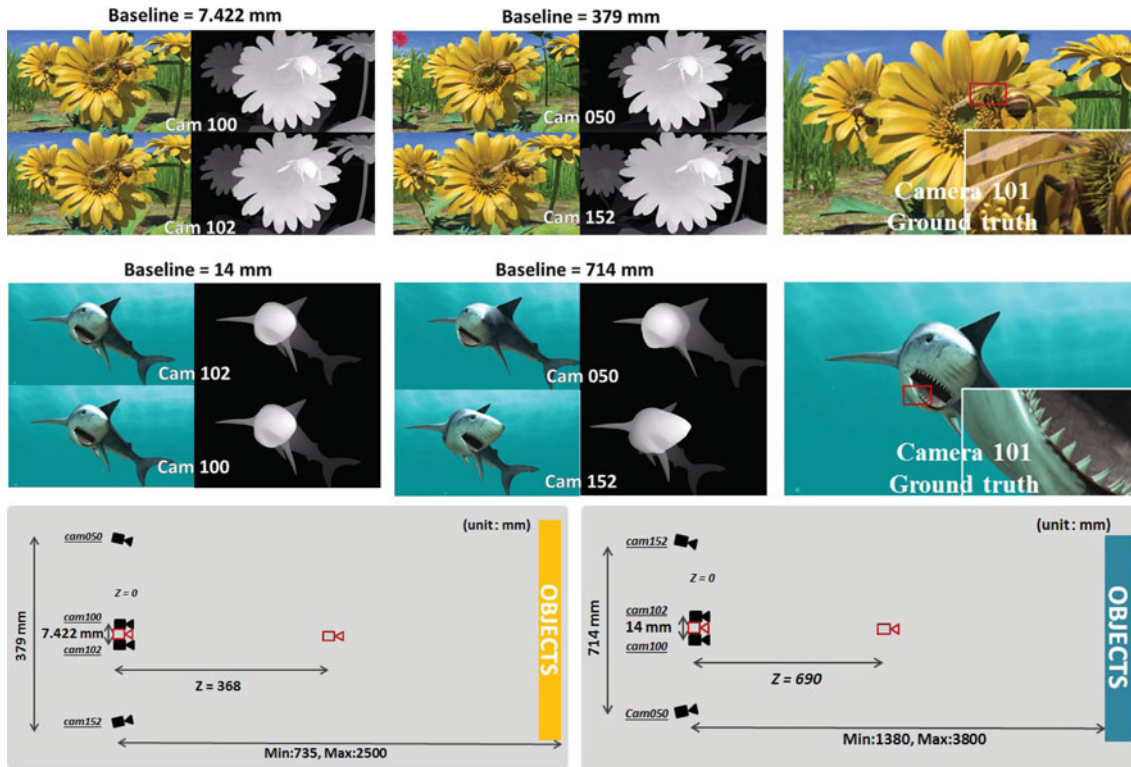 Baseline = 7.422 mm
Baseline = 379 mm
Cam 100
Cam 050
Cam 102
Cam 152
Camera 101
Ground truth
Baseline = 14 mm
Baseline = 714 mm
Cam 102
Cam 050
Cam 100
Cam 152
Camera 101
Ground truth
(unit : mm)
cam050
Z = 0
cam100
7.422 mm
cam102
379 mm
Z = 368
cam152
Min:735, Max:2500
OBJECTS
(unit : mm)
cam152
Z = 0
cam102
14 mm
cam100
714 mm
Z = 690
Cam050
Min:1380, Max:3800
OBJECTS